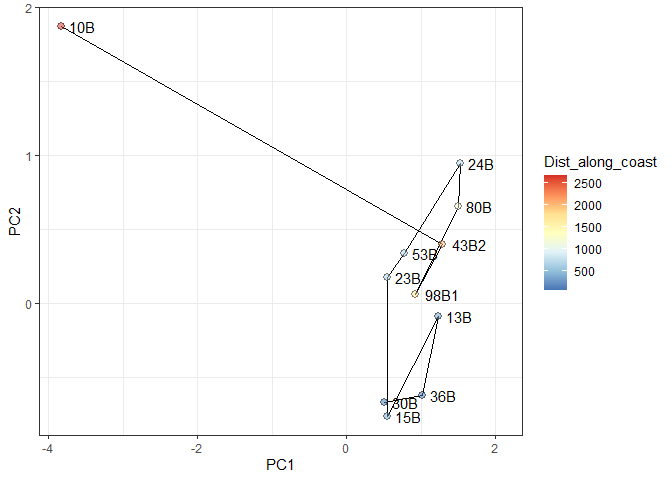 2
10B
1
24B
80B
43B2
53B
23B
98B1
0
13B
36B
30B
15B
PC2
-4
-2
0
2
PC1
Dist_along_coast
2500
2000
1500
1000
500